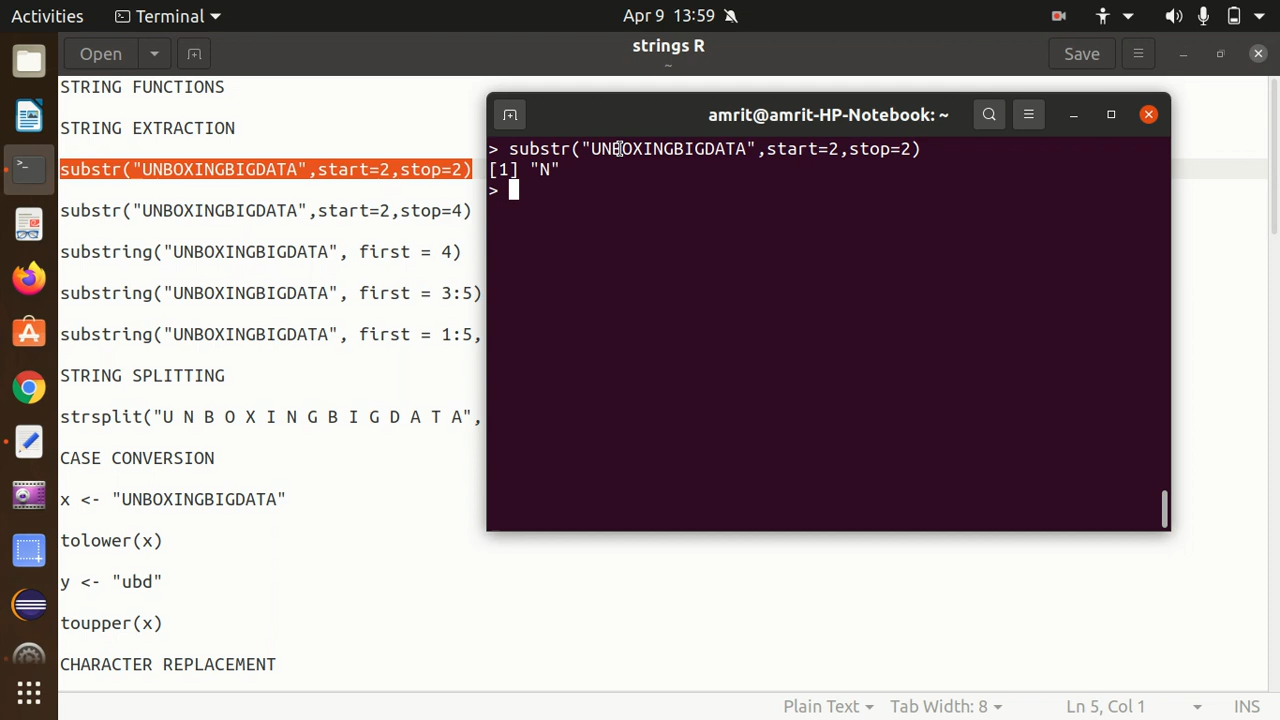 Activities
Terminal
Apr 9 13:59
Open
strings R
~
Save
STRING FUNCTIONS
STRING EXTRACTION
substr("UNBOXINGBIGDATA",start=2,stop=2)
substr("UNBOXINGBIGDATA",start=2,stop=4)
substring("UNBOXINGBIGDATA", first = 4)
substring("UNBOXINGBIGDATA", first = 3:5)
substring("UNBOXINGBIGDATA", first = 1:5,
STRING SPLITTING
strsplit("U N B O X I N G B I G D A T A",
CASE CONVERSION
x <- "UNBOXINGBIGDATA"
tolower(x)
y <- "ubd"
toupper(x)
CHARACTER REPLACEMENT
amrit@amrit-HP-Notebook: ~
> substr("UNBOXINGBIGDATA",start=2,stop=2)
[1] "N"
>
Plain Text
Tab Width: 8
Ln 5, Col 1
INS